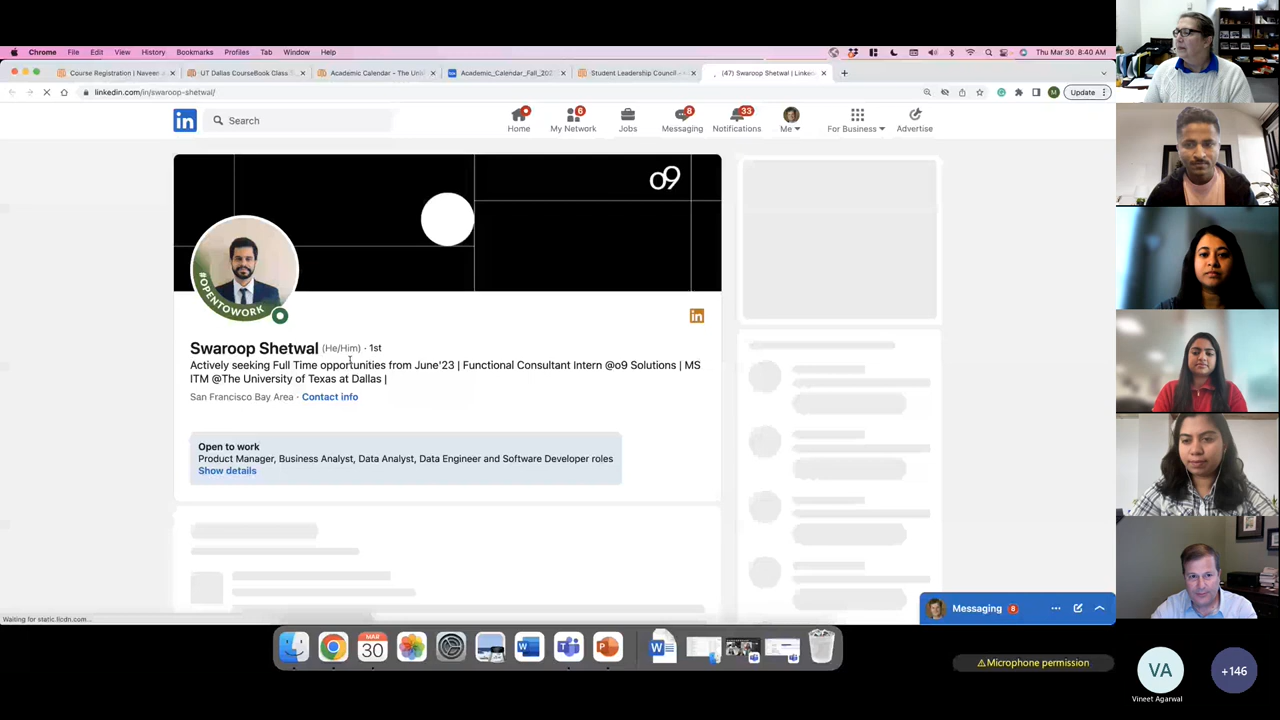 Chrome File Edit View History Bookmarks Profiles Tab Window Help
Thu Mar 30 8:40 AM
Course Registration | Naveen
UT Dallas CourseBook Class
Academic Calendar - The Uni
Academic_Calendar_Fall_202
Student Leadership Council -
(47) Swaroop Shetwal | Linke
linkedin.com/in/swaroop-shetwal/
M
Update
in
Search
Home
6
My Network
Jobs
8
Messaging
33
Notifications
Me
For Business
Advertise
o9
#OPENTOWORK
in
Swaroop Shetwal (He/Him) · 1st
Actively seeking Full Time opportunities from June'23 | Functional Consultant Intern @o9 Solutions | MS
ITM @The University of Texas at Dallas |
San Francisco Bay Area · Contact info
Open to work
Product Manager, Business Analyst, Data Analyst, Data Engineer and Software Developer roles
Show details
Messaging 8
Waiting for static.licdn.com...
MAR
30
Microphone permission
VA
Vineet Agarwal
+146